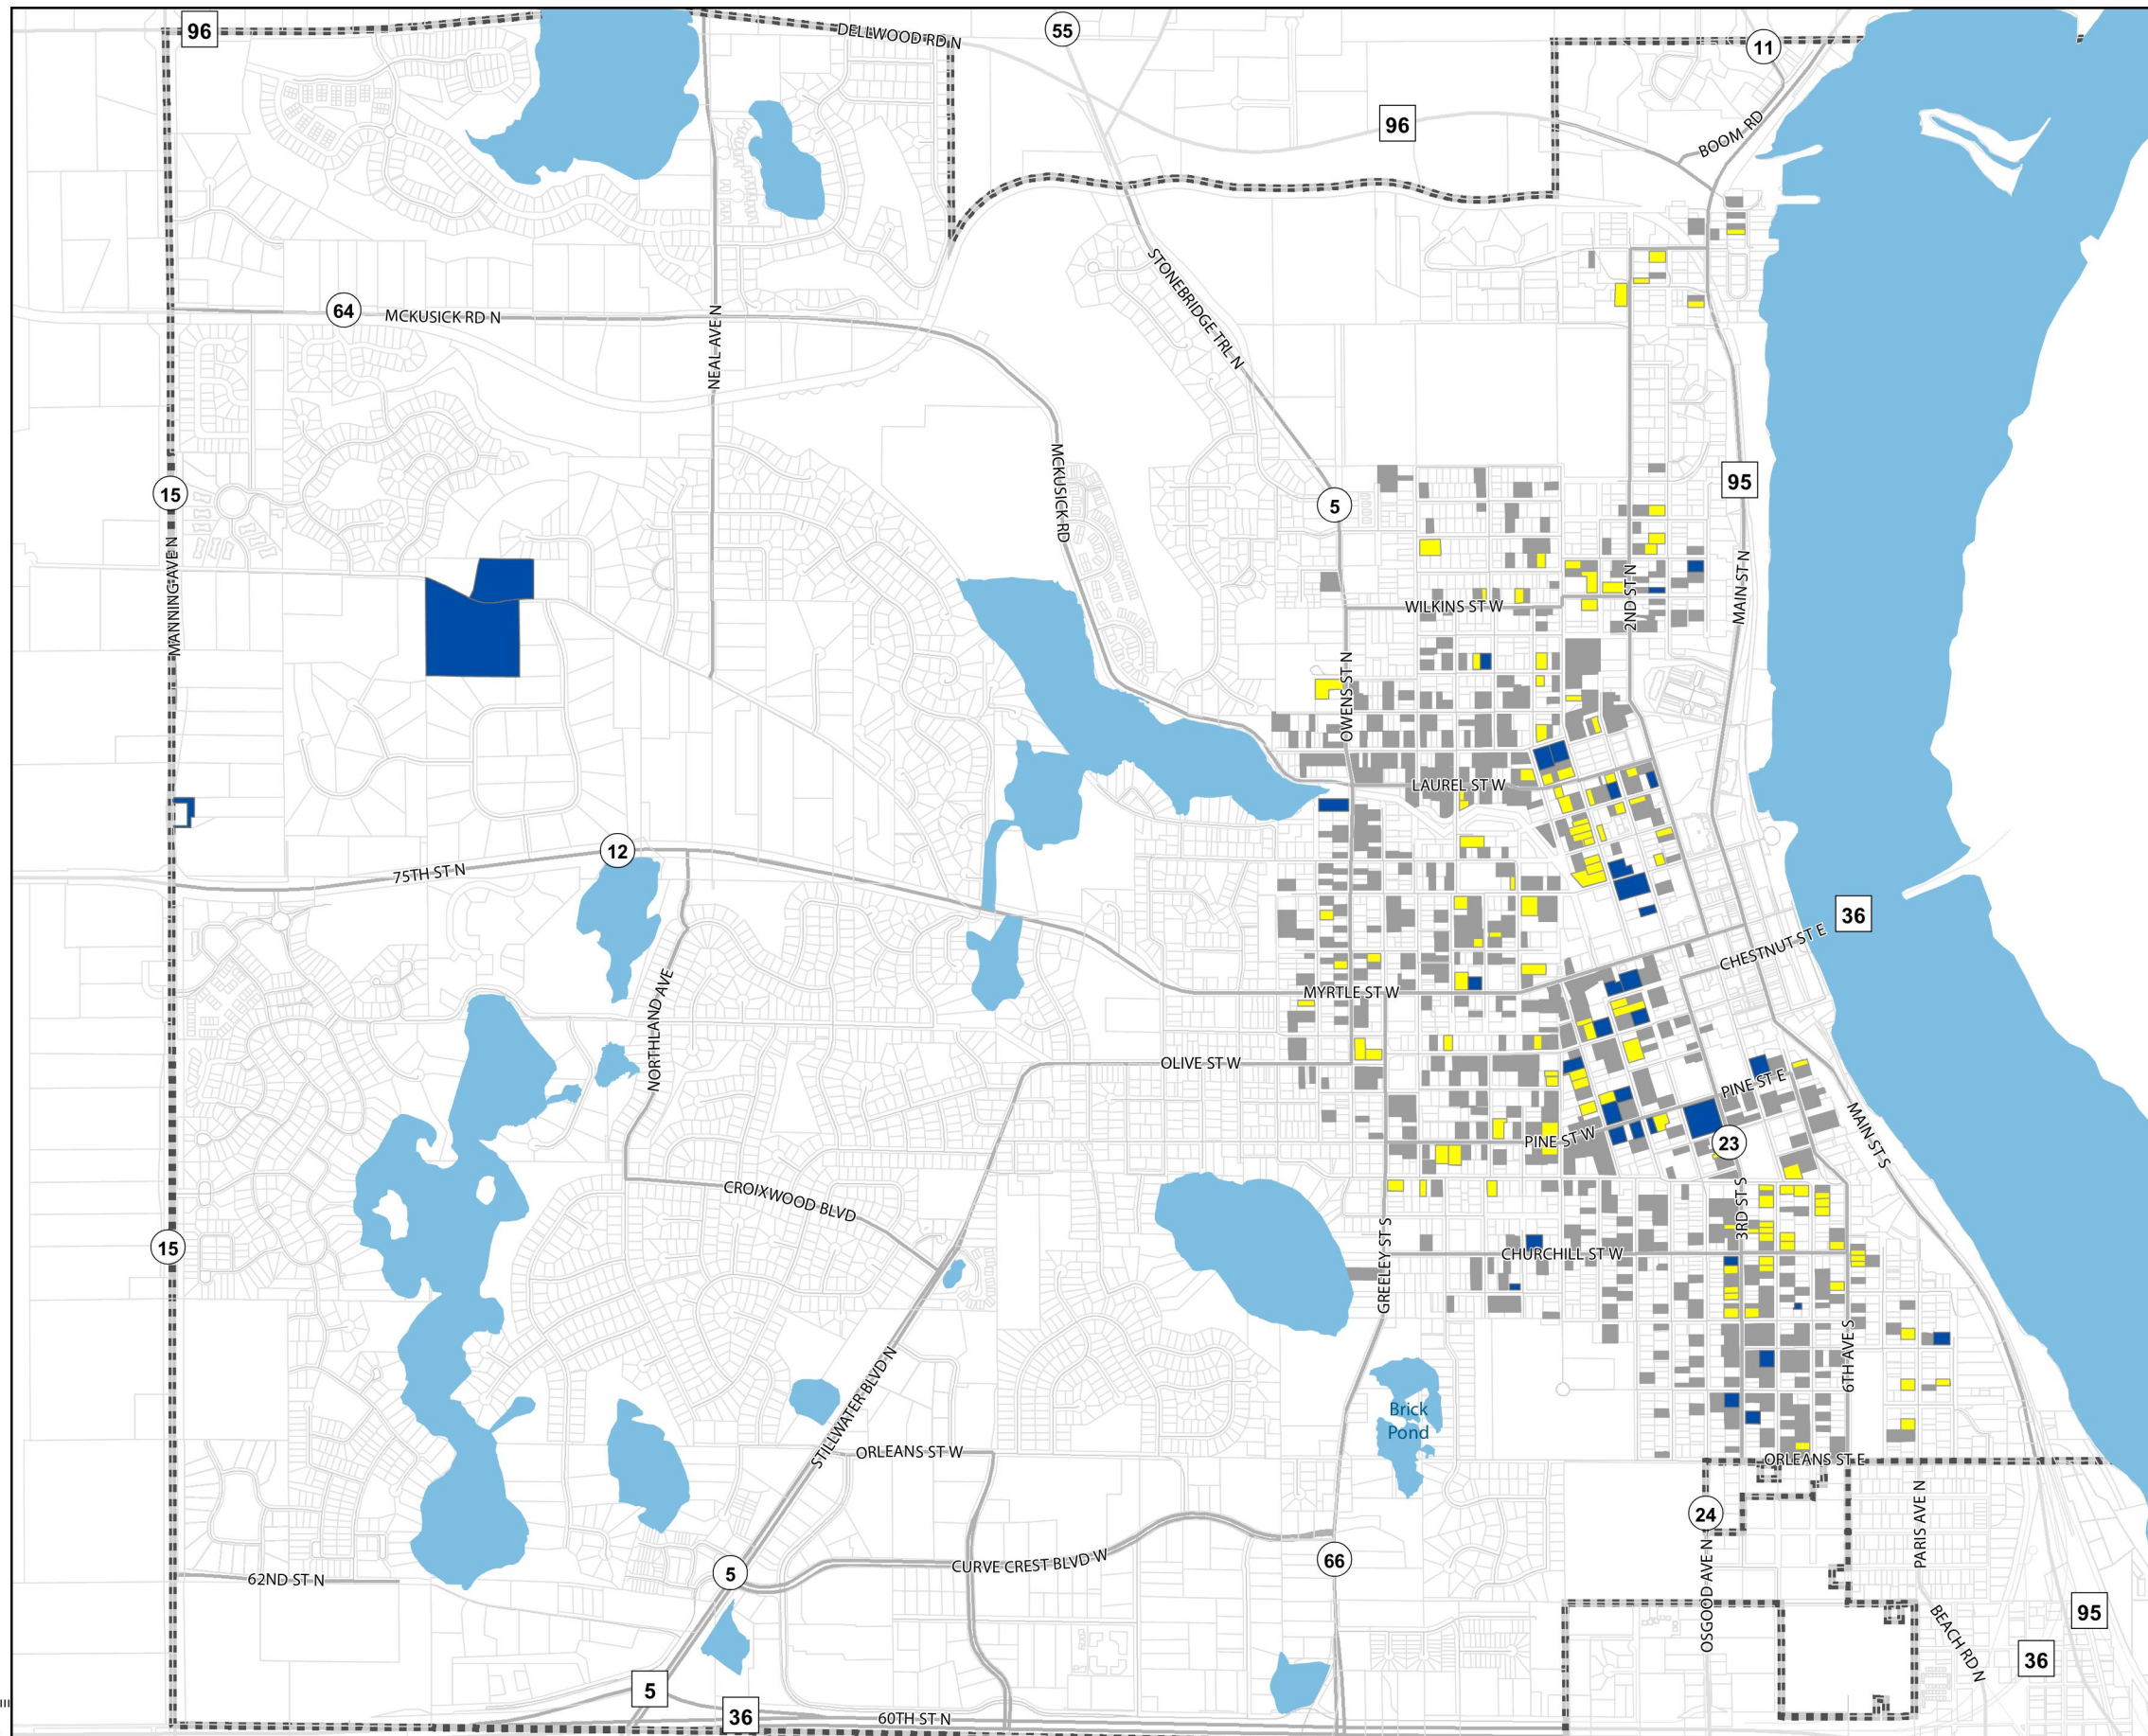 96
DELLWOOD RD N
55
11
96
BOOM RD
STONEBRIDGE TRL N
64
MCKUSICK RD N
NEAL AVE N
MCKUSICK RD
15
5
95
MANNING AVE N
MAIN ST N
2ND ST N
WILKINS ST W
OWENS ST N
LAUREL ST W
12
75TH ST N
36
CHESTNUT ST E
MYRTLE ST W
NORTHLAND AVE
OLIVE ST W
PINE ST E
MAIN ST S
PINE ST W
23
CROIXWOOD BLVD
3RD ST S
15
CHURCHILL ST W
GREELEY ST S
6TH AVE S
STILLWATER BLVD N
Brick
Pond
ORLEANS ST W
ORLEANS ST E
24
PARIS AVE N
5
CURVE CREST BLVD W
66
62ND ST N
OSGOOD AVE N
95
BEACH RD N
36
5
36
60TH ST N